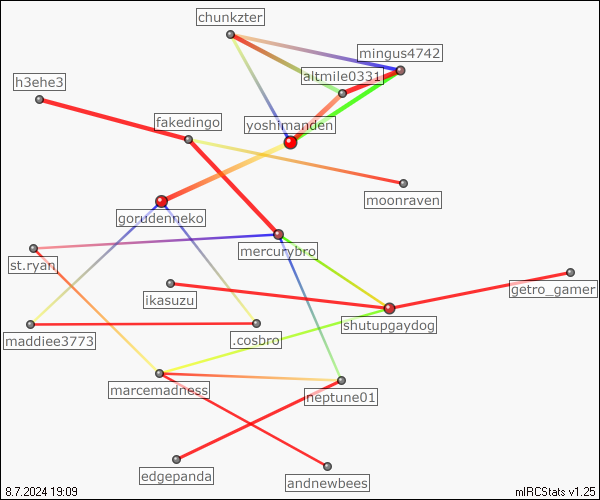 chunkzter
mingus4742
altmile0331
h3ehe3
fakedingo
yoshimanden
moonraven
gorudenneko
mercurybro
st.ryan
getro_gamer
ikasuzu
shutupgaydog
maddiee3773
.cosbro
marcemadness
neptune01
edgepanda
andnewbees
8.7.2024 19:09
mIRCStats v1.25